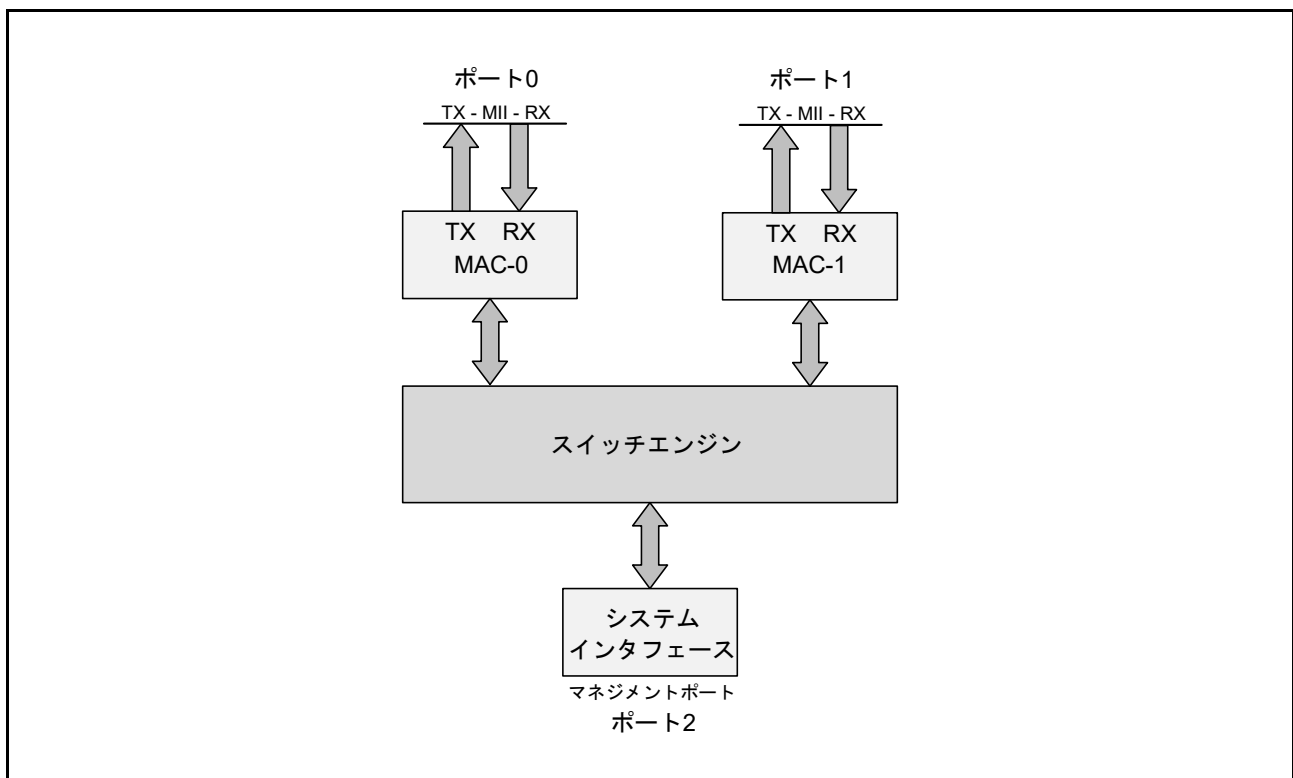 ポート0
TX - MII - RX
TX RX
MAC-0
ポート1
TX - MII - RX
TX RX
MAC-1
スイッチエンジン
システム
インタフェース
マネジメントポート
ポート2